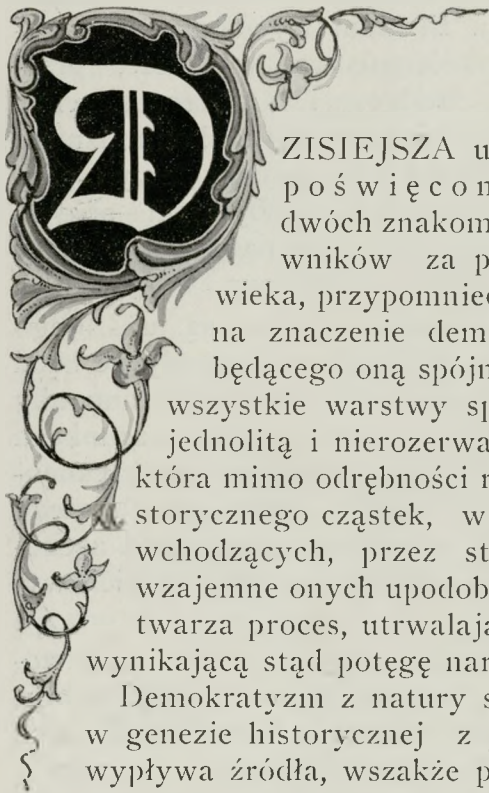 DZISIEJSZA u
poświęcon
dwóch znakom
wników za p
wieka, przypomnieć
na znaczenie dem
będącego oną spójn
wszystkie warstwy sp
jednolitą i nierozerwa
która mimo odrębności r
storycznego cząstek, w
wchodzących, przez st
wzajemne onych upodob
twarza proces, utrwalają
wynikającą stąd potęgę nar
Demokratyzm z natury s
w genezie historycznej z
wypływa źródła, wszakże p